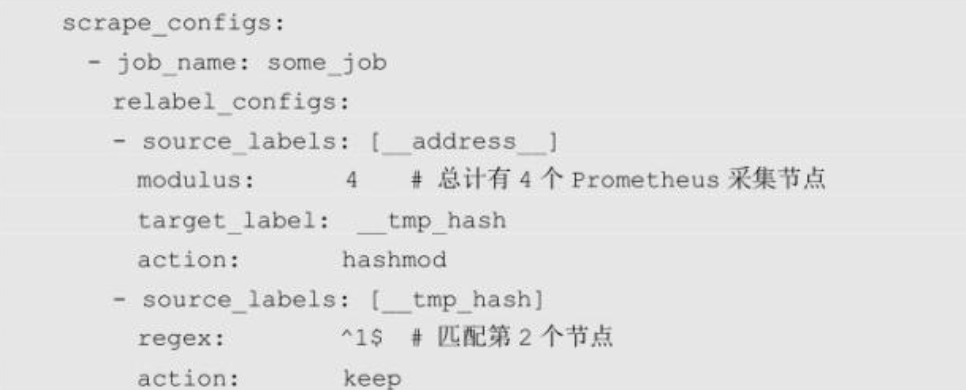 scrape_configs:
- job_name: some_job
relabel_configs:
- source_labels: [__address__]
modulus: 4 # 总计有 4 个 Prometheus 采集节点
target_label: __tmp_hash
action: hashmod
- source_labels: [__tmp_hash]
regex: ^1$ # 匹配第 2 个节点
action: keep